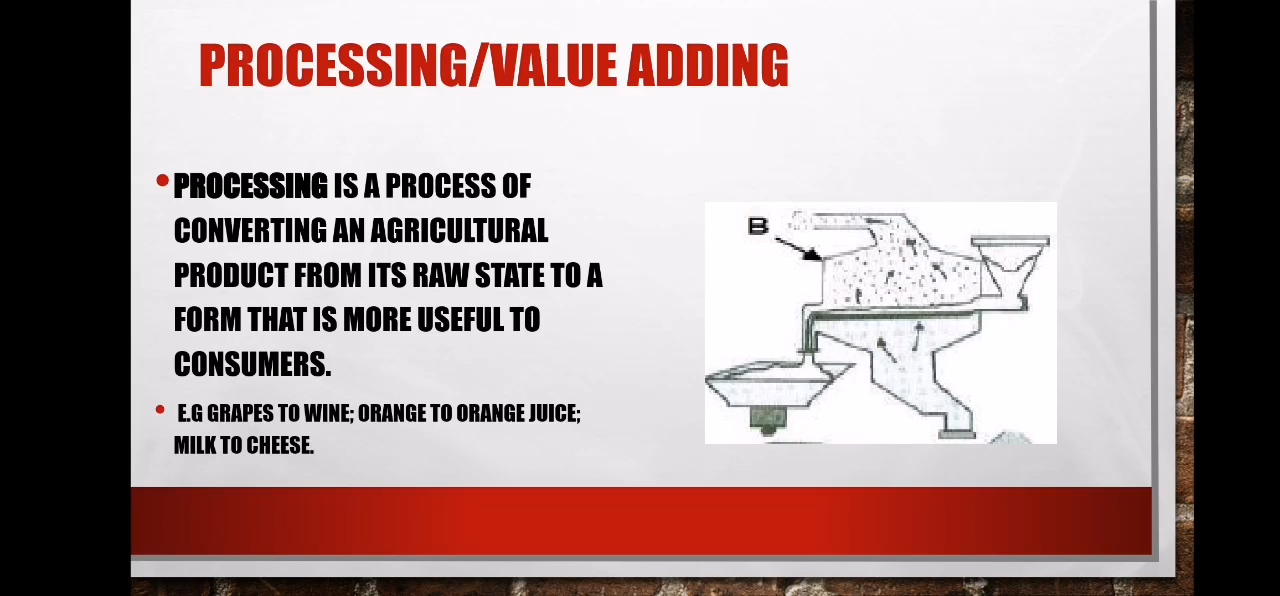 PROCESSING/VALUE ADDING
• PROCESSING IS A PROCESS OF
CONVERTING AN AGRICULTURAL
PRODUCT FROM ITS RAW STATE TO A
FORM THAT IS MORE USEFUL TO
CONSUMERS.
• E.G GRAPES TO WINE; ORANGE TO ORANGE JUICE;
MILK TO CHEESE.
B